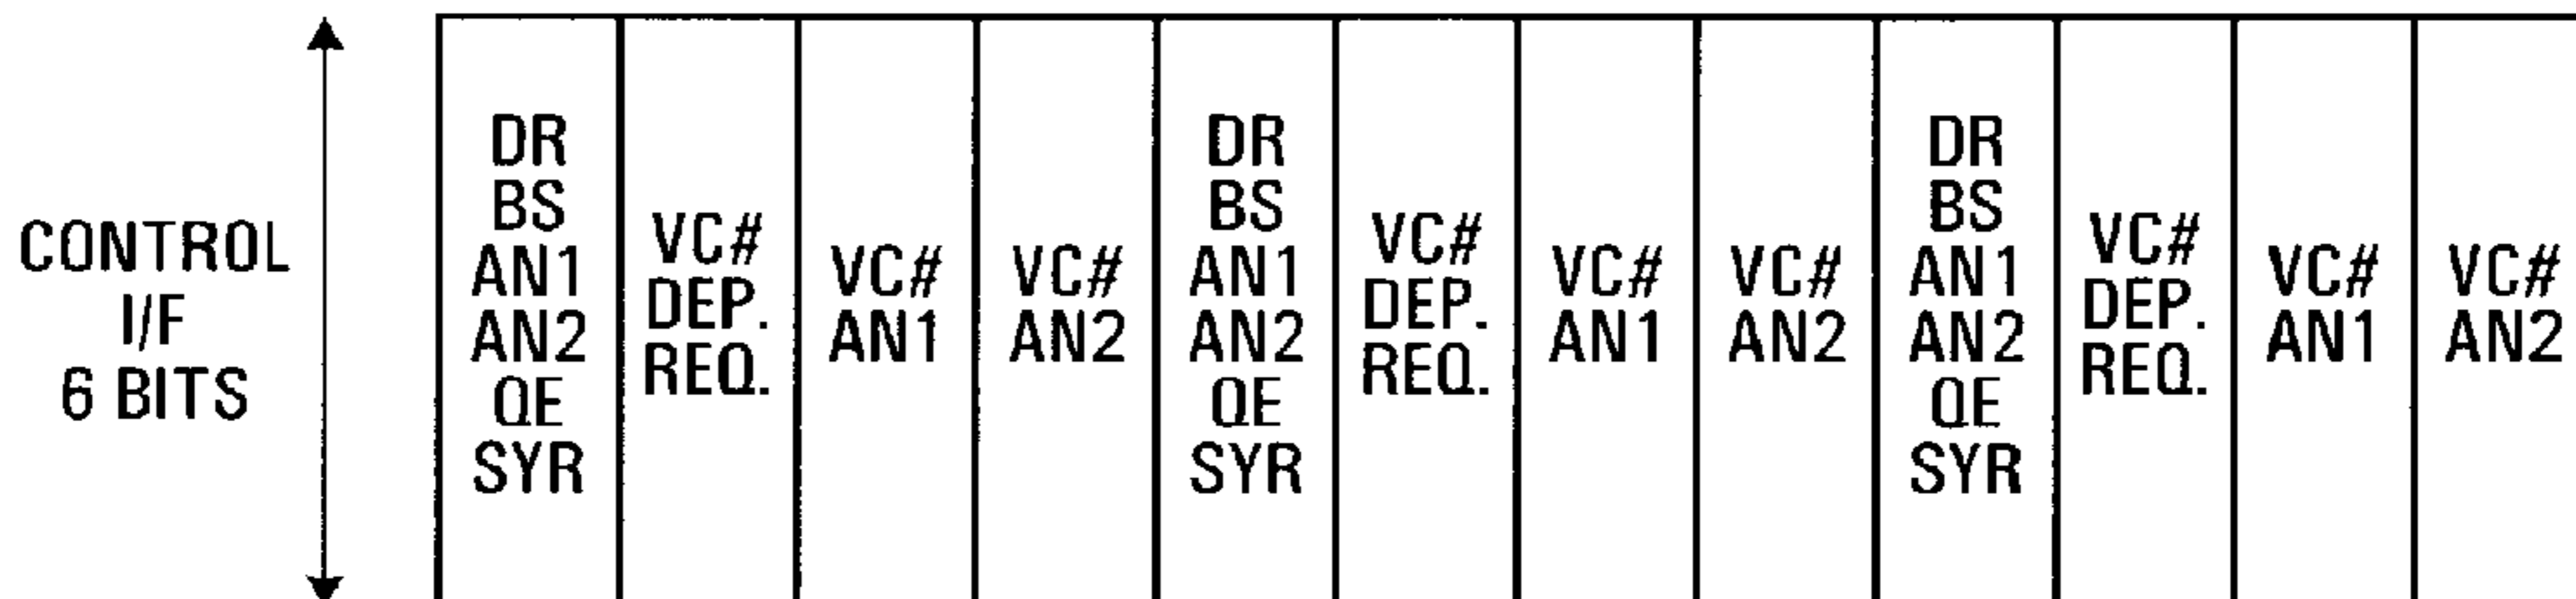 CONTROL
I/F
6 BITS
DR
BS
AN1
AN2
QE
SYR
VC#
DEP.
REQ.
VC#
AN1
VC#
AN2
DR
BS
AN1
AN2
QE
SYR
VC#
DEP.
REQ.
VC#
AN1
VC#
AN2
DR
BS
AN1
AN2
QE
SYR
VC#
DEP.
REQ.
VC#
AN1
VC#
AN2